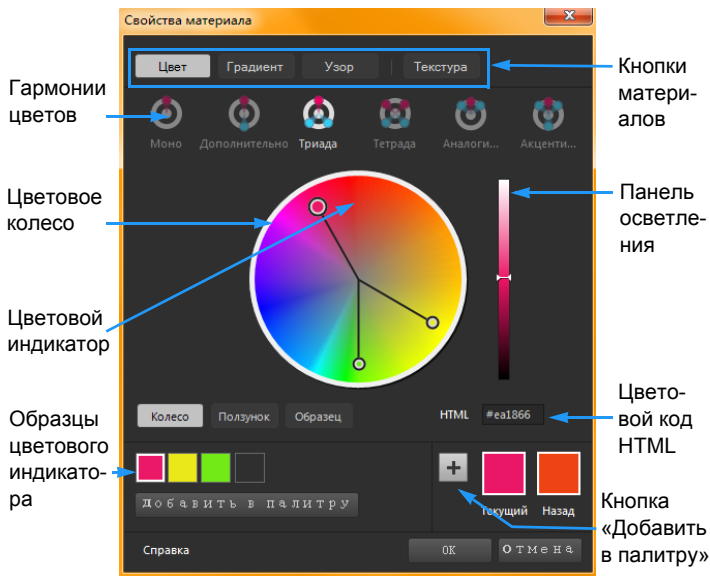 Свойства материала
Цвет Градиент Узор Текстура
Кнопки
матери-
алов
Гармонии
цветов
Моно Дополнительно Триада Тетрада Аналоги... Акценти...
Цветовое
колесо
Панель
осветле-
ния
Цветовой
индикатор
Колесо Ползунок Образец HTML #ea1866
Цвето-
вой код
HTML
Образцы
цветового
индикато-
ра
Добавить в палитру
+
Текущий Назад
Кнопка
«Добавить
в палитру»
Справка OK Отмена